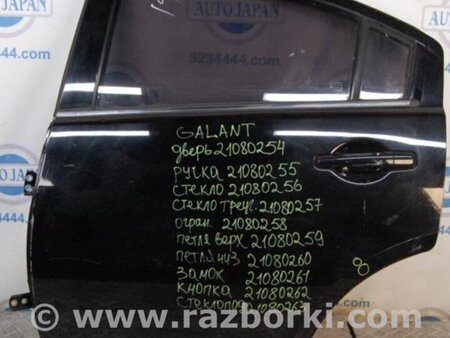 AUTOJAPAN
3234444.com
GALANT
дверь 21080254
ручка 21080255
стекло 21080256
стекло треуг. 21080257
огран. 21080258
петля верх 21080259
петля низ 21080260
замок 21080261
кнопка 21080262
8
www.razborki.com